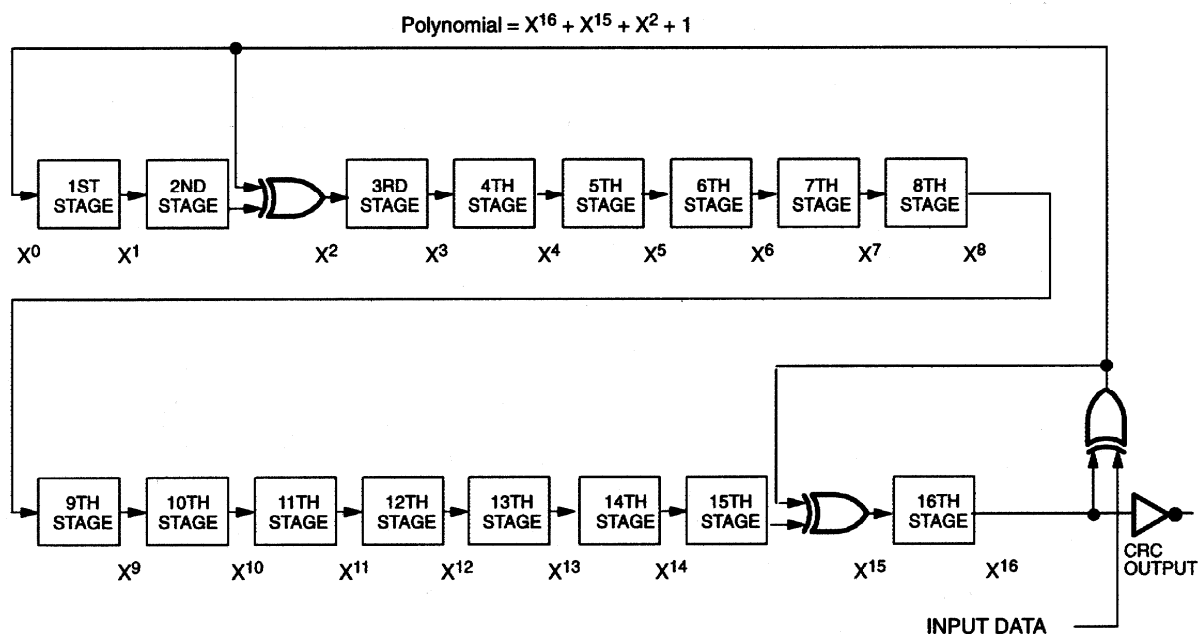 Polynomial = X¹⁶ + X¹⁵ + X² + 1
1ST STAGE
2ND STAGE
3RD STAGE
4TH STAGE
5TH STAGE
6TH STAGE
7TH STAGE
8TH STAGE
X⁰ X¹ X² X³ X⁴ X⁵ X⁶ X⁷ X⁸
9TH STAGE
10TH STAGE
11TH STAGE
12TH STAGE
13TH STAGE
14TH STAGE
15TH STAGE
16TH STAGE
CRC OUTPUT
X⁹ X¹⁰ X¹¹ X¹² X¹³ X¹⁴ X¹⁵ X¹⁶
INPUT DATA